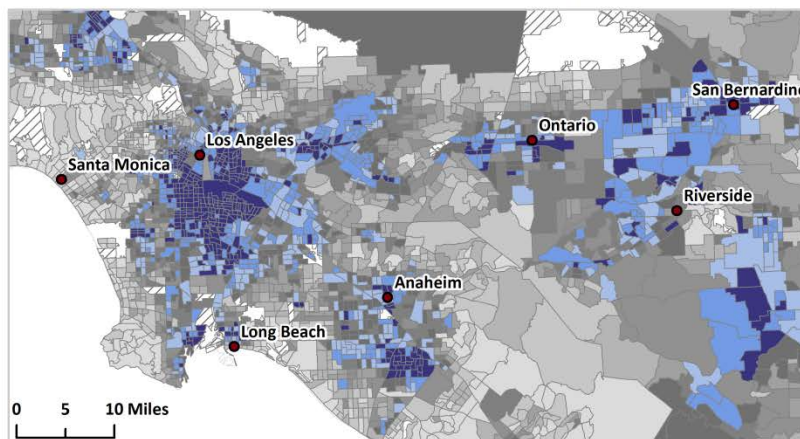 San Bernardino
Ontario
Los Angeles
Santa Monica
Riverside
Anaheim
Long Beach
0 5 10 Miles